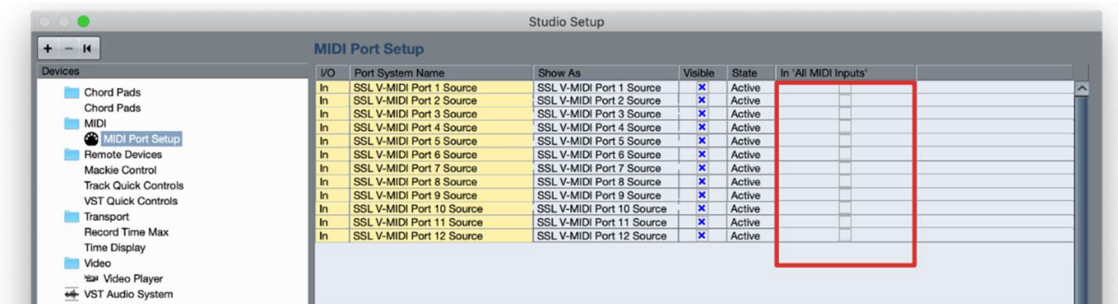 Studio Setup
+ -
MIDI Port Setup
Devices
Chord Pads
Chord Pads
MIDI
MIDI Port Setup
Remote Devices
Mackie Control
Track Quick Controls
VST Quick Controls
Transport
Record Time Max
Time Display
Video
Video Player
VST Audio System
I/O Port System Name Show As Visible State In 'All MIDI Inputs'
In SSL V-MIDI Port 1 Source SSL V-MIDI Port 1 Source Active
In SSL V-MIDI Port 2 Source SSL V-MIDI Port 2 Source Active
In SSL V-MIDI Port 3 Source SSL V-MIDI Port 3 Source Active
In SSL V-MIDI Port 4 Source SSL V-MIDI Port 4 Source Active
In SSL V-MIDI Port 5 Source SSL V-MIDI Port 5 Source Active
In SSL V-MIDI Port 6 Source SSL V-MIDI Port 6 Source Active
In SSL V-MIDI Port 7 Source SSL V-MIDI Port 7 Source Active
In SSL V-MIDI Port 8 Source SSL V-MIDI Port 8 Source Active
In SSL V-MIDI Port 9 Source SSL V-MIDI Port 9 Source Active
In SSL V-MIDI Port 10 Source SSL V-MIDI Port 10 Source Active
In SSL V-MIDI Port 11 Source SSL V-MIDI Port 11 Source Active
In SSL V-MIDI Port 12 Source SSL V-MIDI Port 12 Source Active